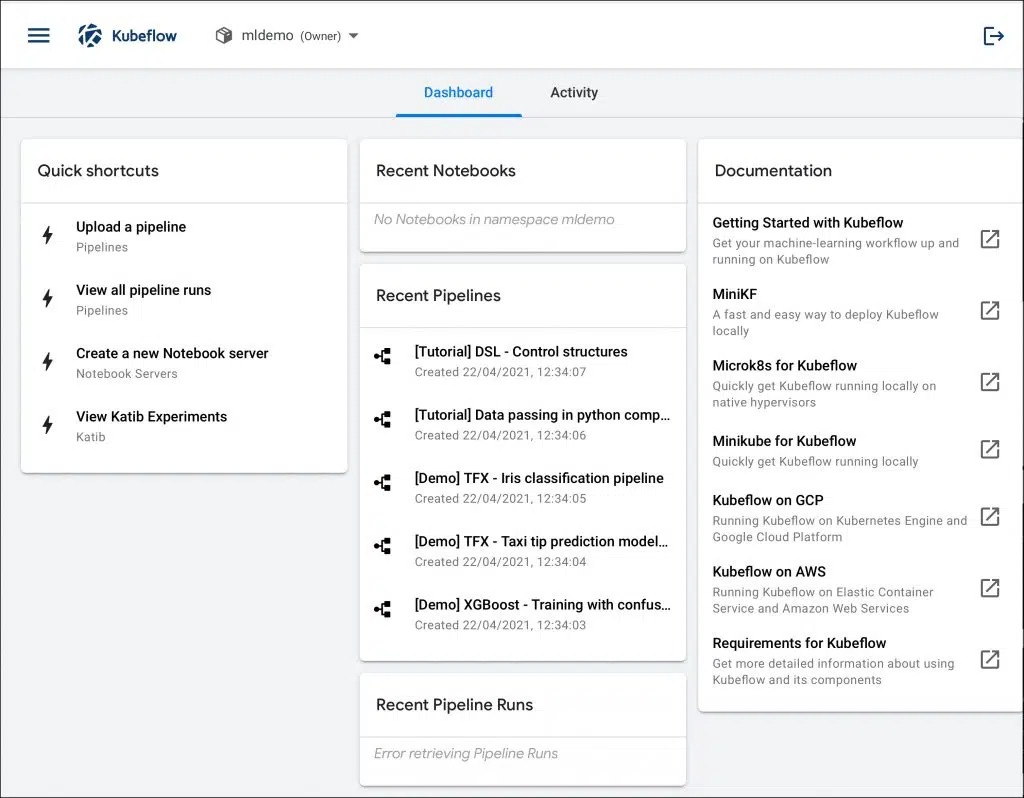 Kubeflow
mldemo (Owner)
Dashboard
Activity
Quick shortcuts
Upload a pipeline
Pipelines
View all pipeline runs
Pipelines
Create a new Notebook server
Notebook Servers
View Katib Experiments
Katib
Recent Notebooks
No Notebooks in namespace mldemo
Recent Pipelines
[Tutorial] DSL - Control structures
Created 22/04/2021, 12:34:07
[Tutorial] Data passing in python comp...
Created 22/04/2021, 12:34:06
[Demo] TFX - Iris classification pipeline
Created 22/04/2021, 12:34:05
[Demo] TFX - Taxi tip prediction model...
Created 22/04/2021, 12:34:04
[Demo] XGBoost - Training with confus...
Created 22/04/2021, 12:34:03
Recent Pipeline Runs
Error retrieving Pipeline Runs
Documentation
Getting Started with Kubeflow
Get your machine-learning workflow up and
running on Kubeflow
MiniKF
A fast and easy way to deploy Kubeflow
locally
Microk8s for Kubeflow
Quickly get Kubeflow running locally on
native hypervisors
Minikube for Kubeflow
Quickly get Kubeflow running locally
Kubeflow on GCP
Running Kubeflow on Kubernetes Engine and
Google Cloud Platform
Kubeflow on AWS
Running Kubeflow on Elastic Container
Service and Amazon Web Services
Requirements for Kubeflow
Get more detailed information about using
Kubeflow and its components